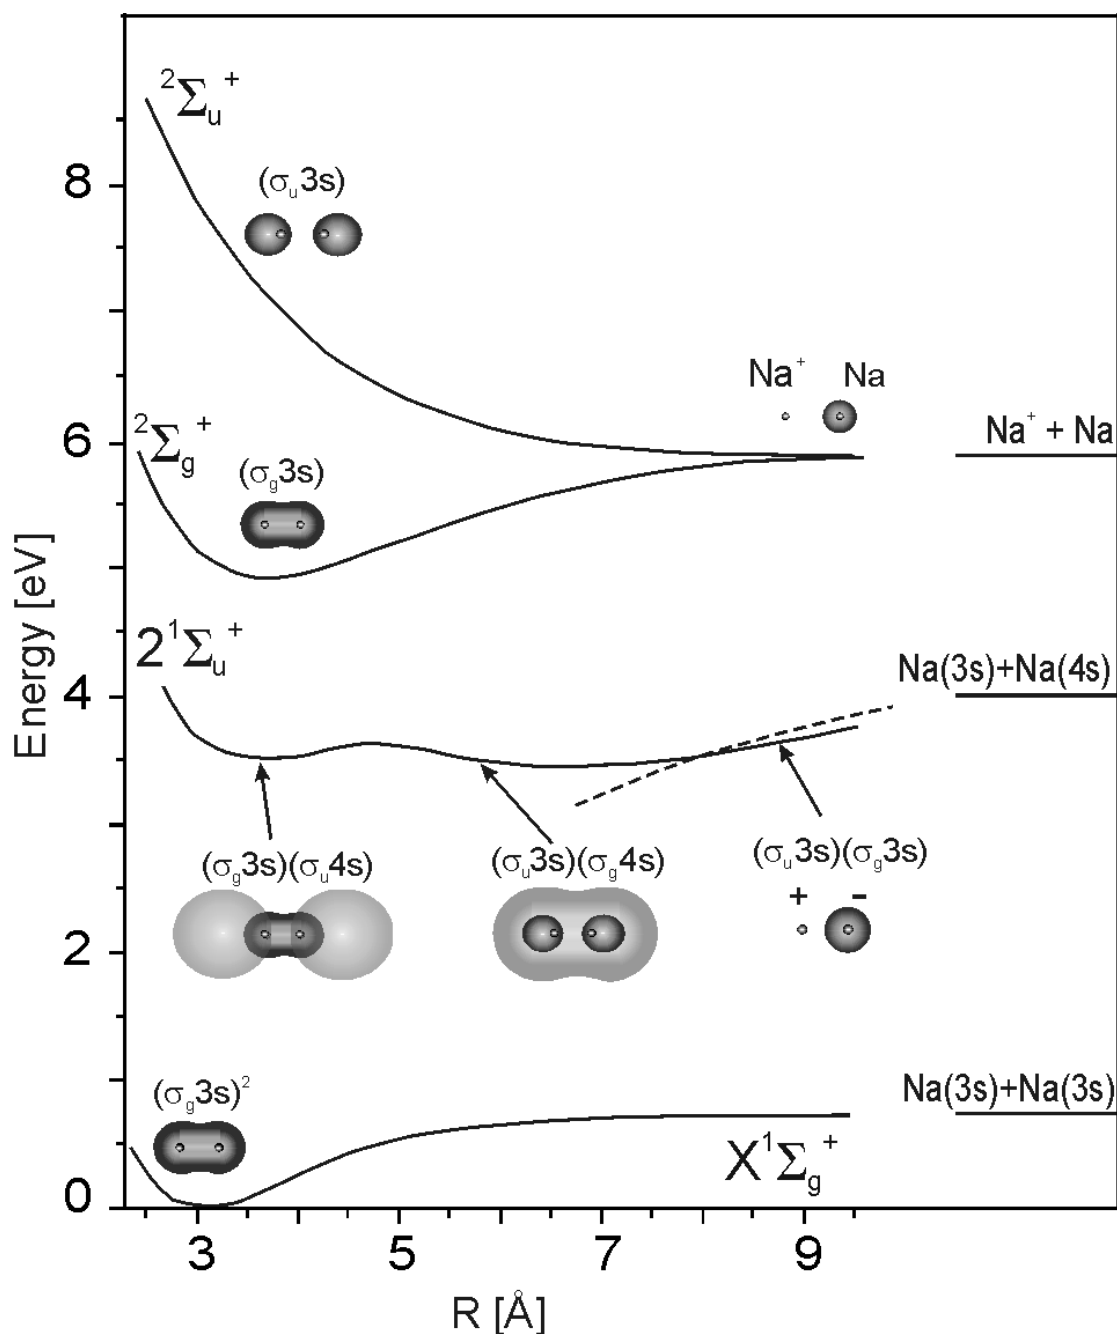 ²Σᵤ⁺
(σᵤ3s)
8
Na⁺ Na
Na⁺ + Na
6
²Σg⁺
(σg3s)
Energy [eV]
2¹Σᵤ⁺
Na(3s)+Na(4s)
4
(σg3s)(σᵤ4s)
(σᵤ3s)(σg4s)
(σᵤ3s)(σg3s)
+ -
2
(σg3s)²
Na(3s)+Na(3s)
X¹Σg⁺
0
3 5 7 9
R [Å]